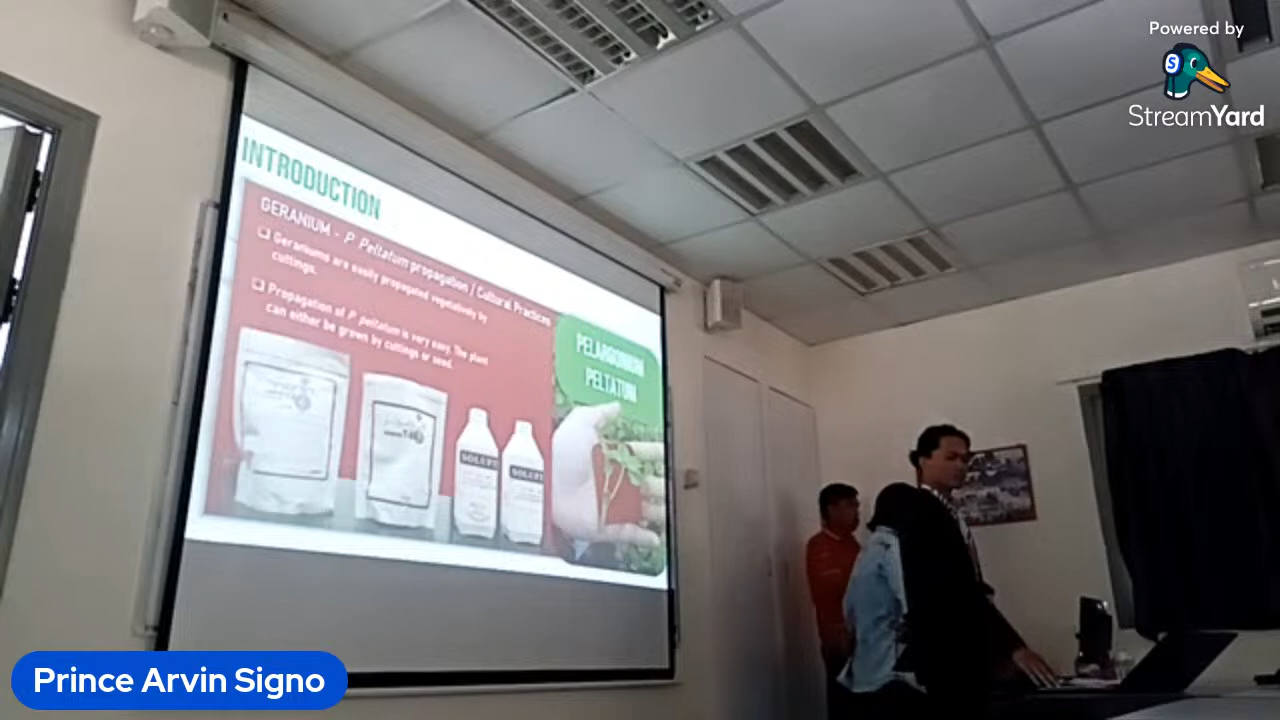 Powered by
S
StreamYard
INTRODUCTION
GERANIUM - P Peltatum propagation / Cultural Practices
Geraniums are easily propagated vegetatively by
cuttings.
Propagation of P peltatum is very easy. The plant
can either be grown by cuttings or seed.
PELARGONIUM
PELTATUM
Prince Arvin Signo